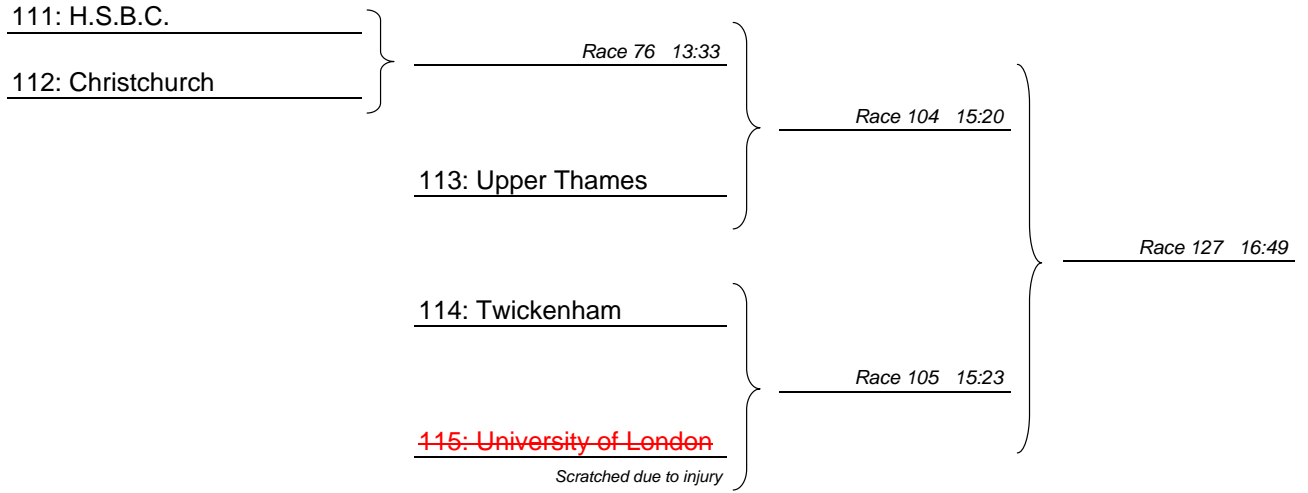 111: H.S.B.C.
Race 76 13:33
112: Christchurch
Race 104 15:20
113: Upper Thames
Race 127 16:49
114: Twickenham
Race 105 15:23
115: University of London
Scratched due to injury